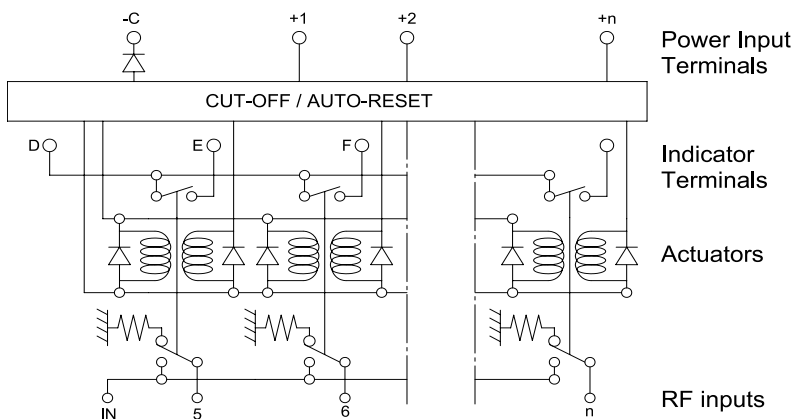 -C +1 +2 +n Power Input
Terminals
CUT-OFF / AUTO-RESET
D E F Indicator
Terminals
Actuators
IN 5 6 n RF inputs